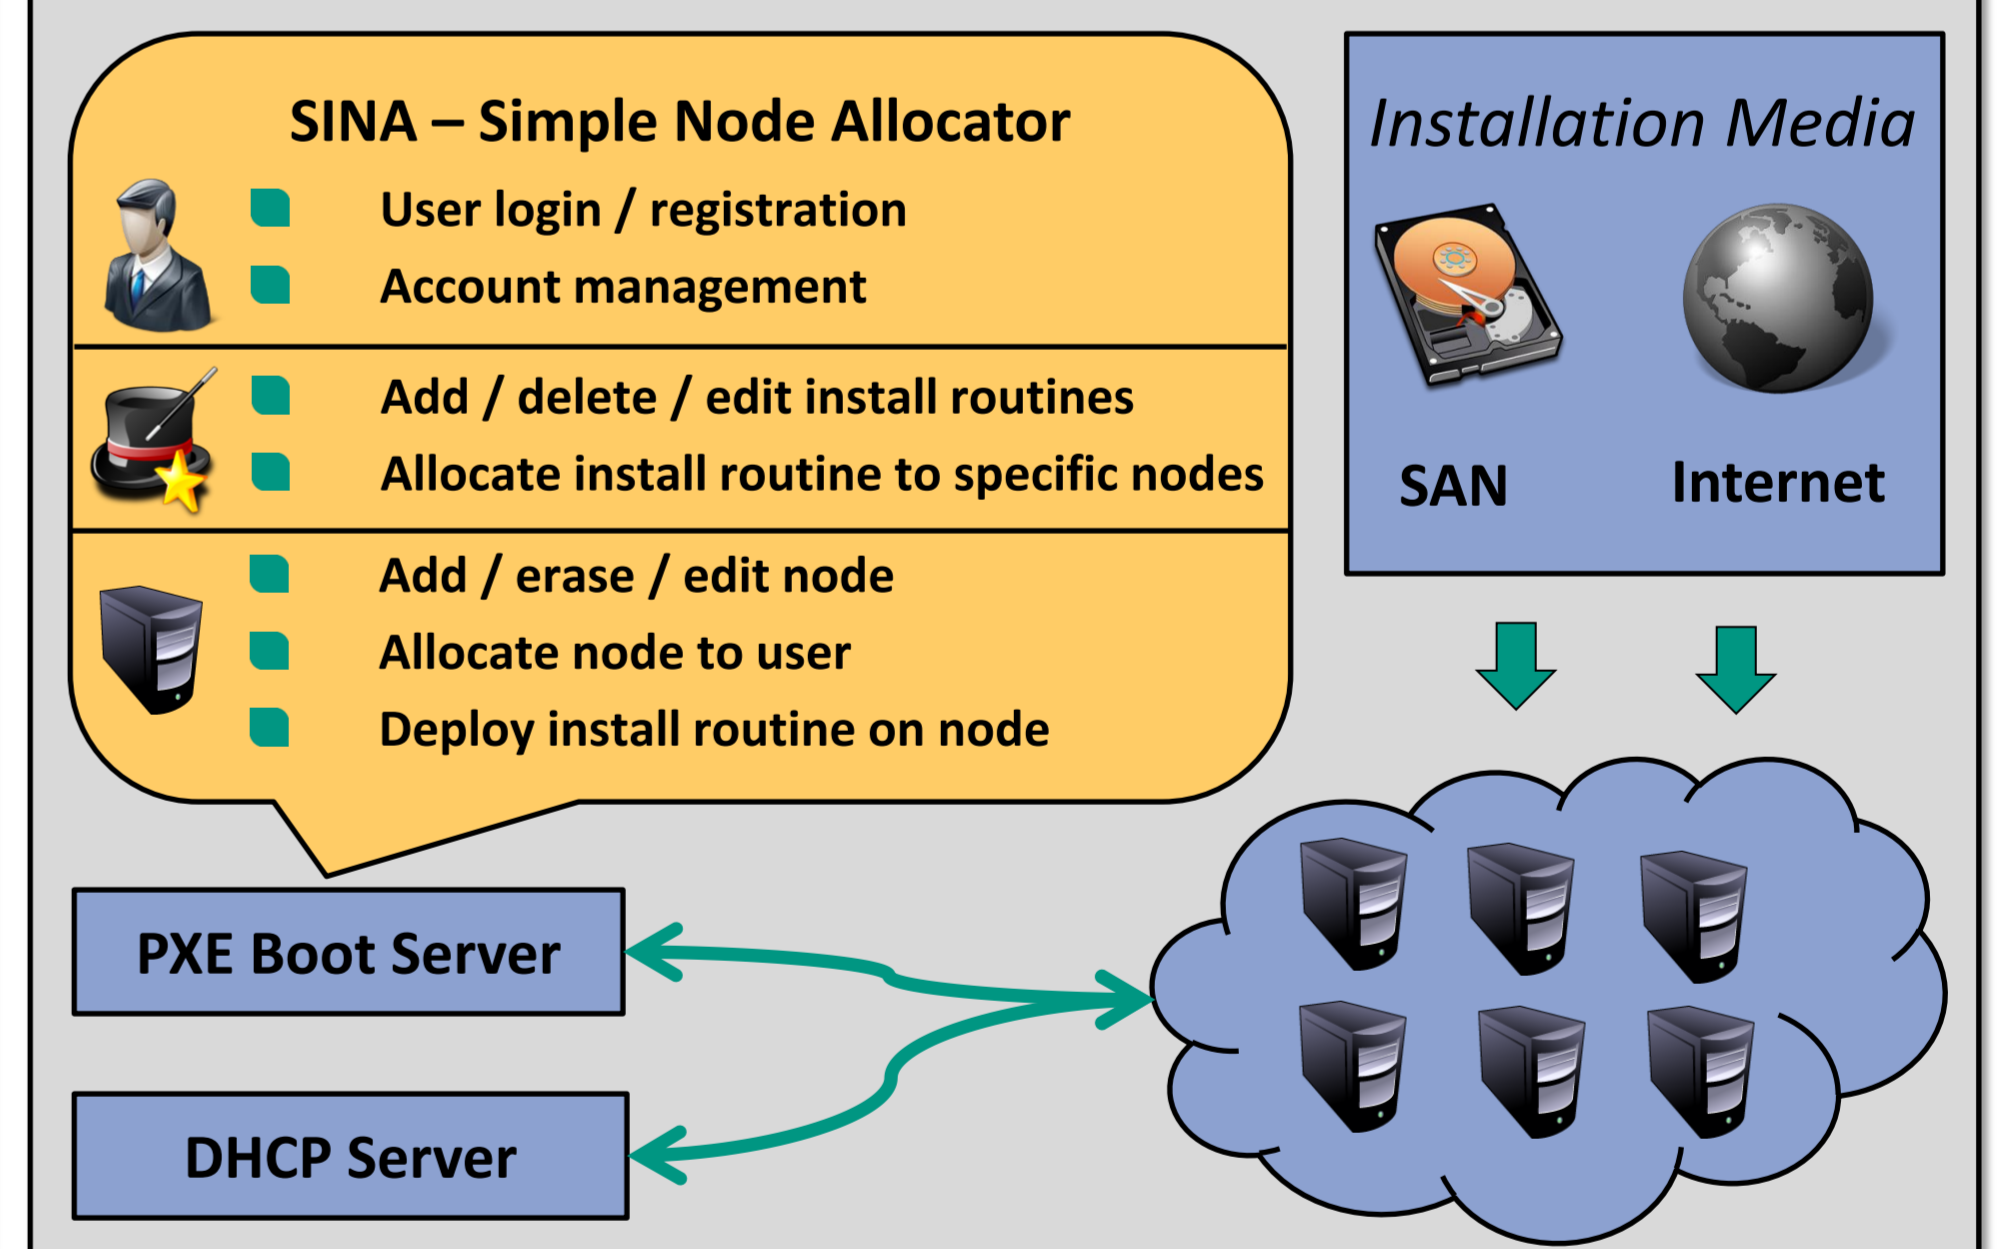 SINA – Simple Node Allocator
User login / registration
Account management
Add / delete / edit install routines
Allocate install routine to specific nodes
Add / erase / edit node
Allocate node to user
Deploy install routine on node
Installation Media
SAN
Internet
PXE Boot Server
DHCP Server